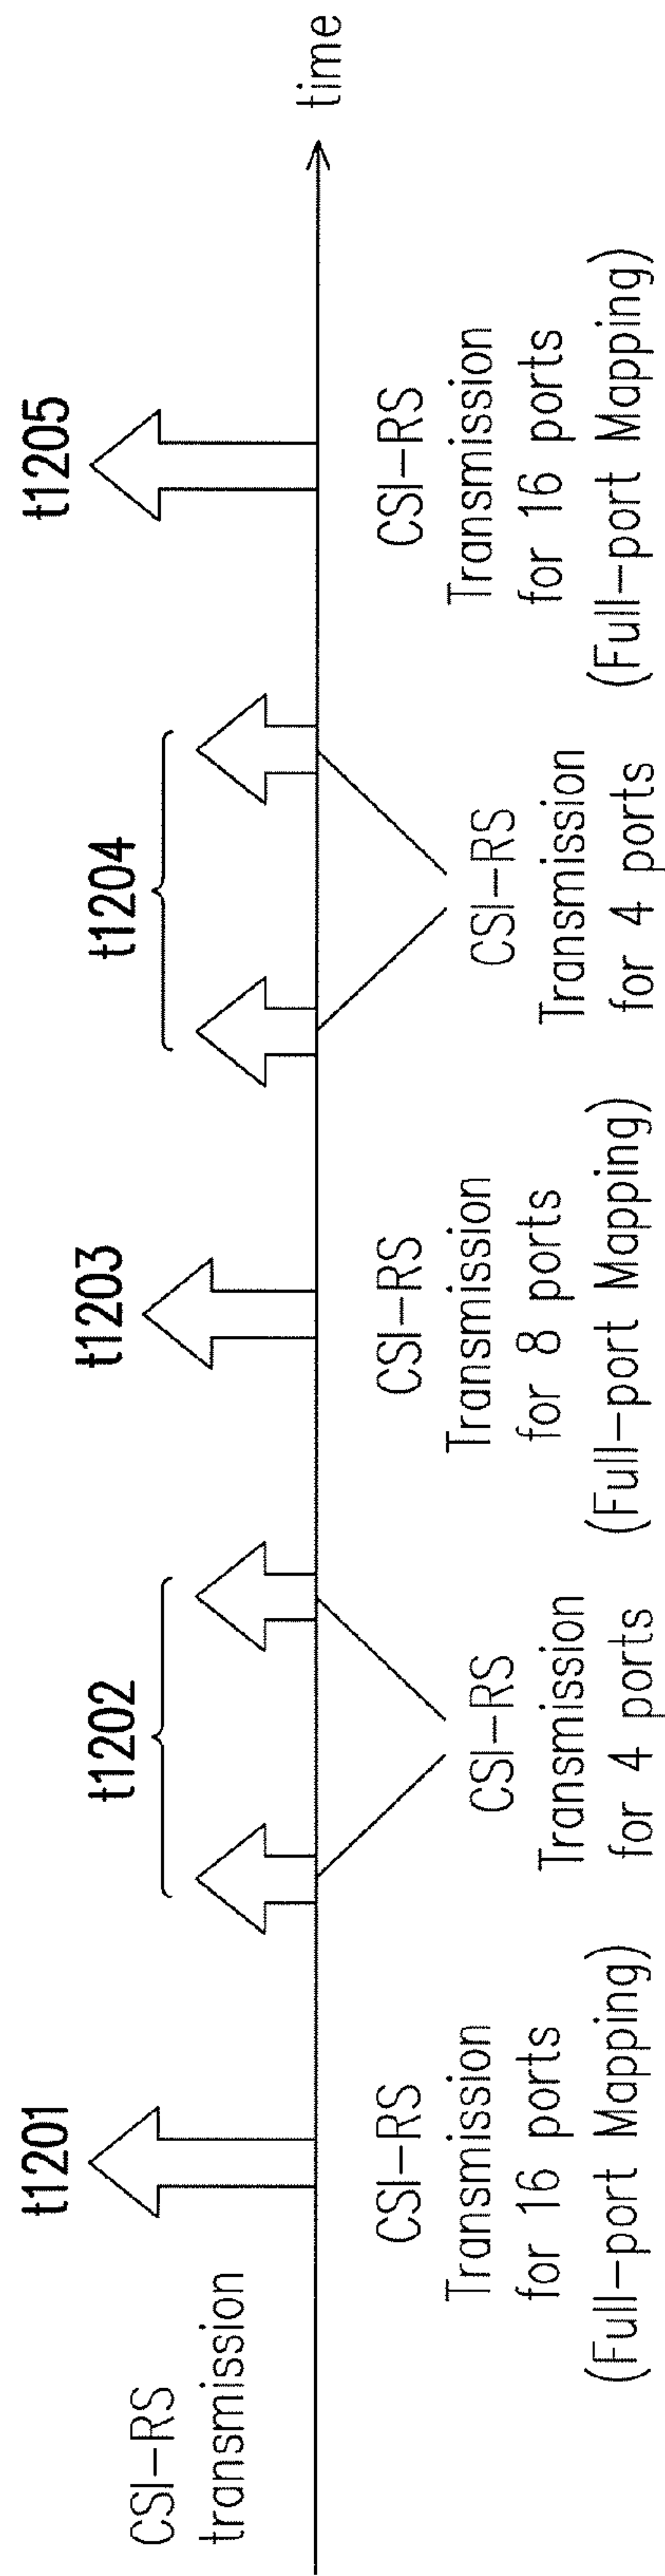 CSI-RS
transmission
t1201
t1202
t1203
t1204
t1205
time
CSI-RS
Transmission
for 16 ports
(Full-port Mapping)
CSI-RS
Transmission
for 4 ports
CSI-RS
Transmission
for 8 ports
(Full-port Mapping)
CSI-RS
Transmission
for 4 ports
CSI-RS
Transmission
for 16 ports
(Full-port Mapping)